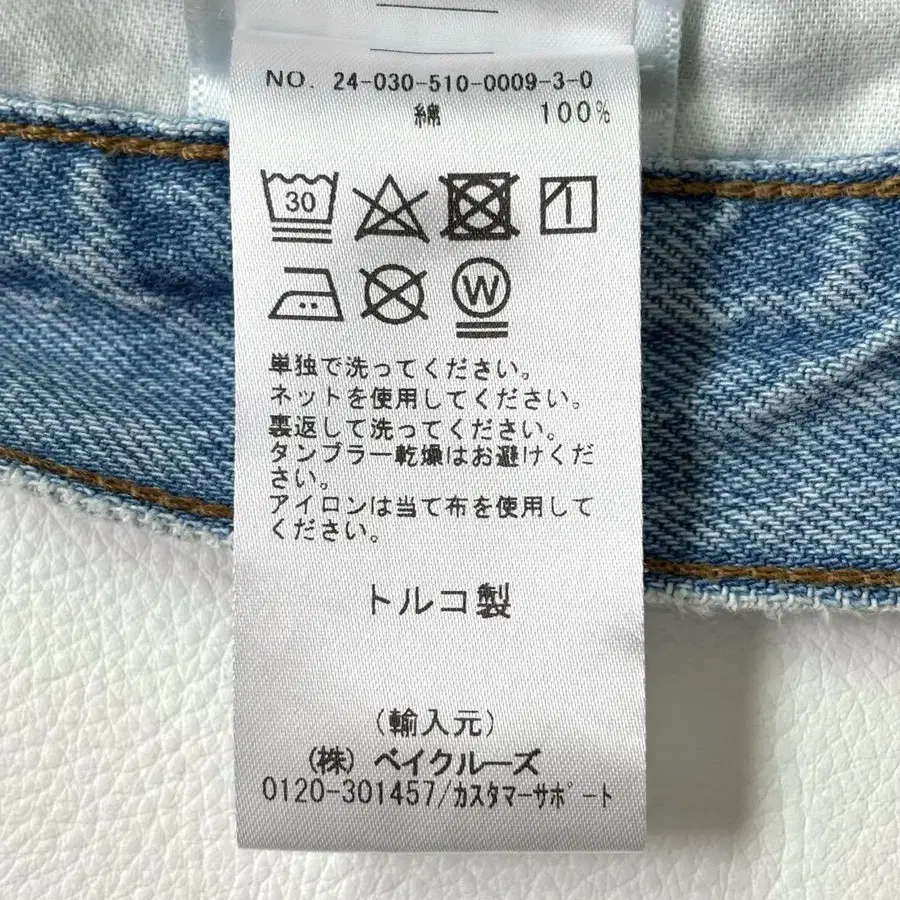 NO. 24-030-510-0009-3-0
綿 100%
30
W
単独で洗ってください。
ネットを使用してください。
裏返して洗ってください。
タンブラー乾燥はお避けくだ
さい。
アイロンは当て布を使用して
ください。
トルコ製
(輸入元)
(株) ベイクルーズ
0120-301457/カスタマーサポート